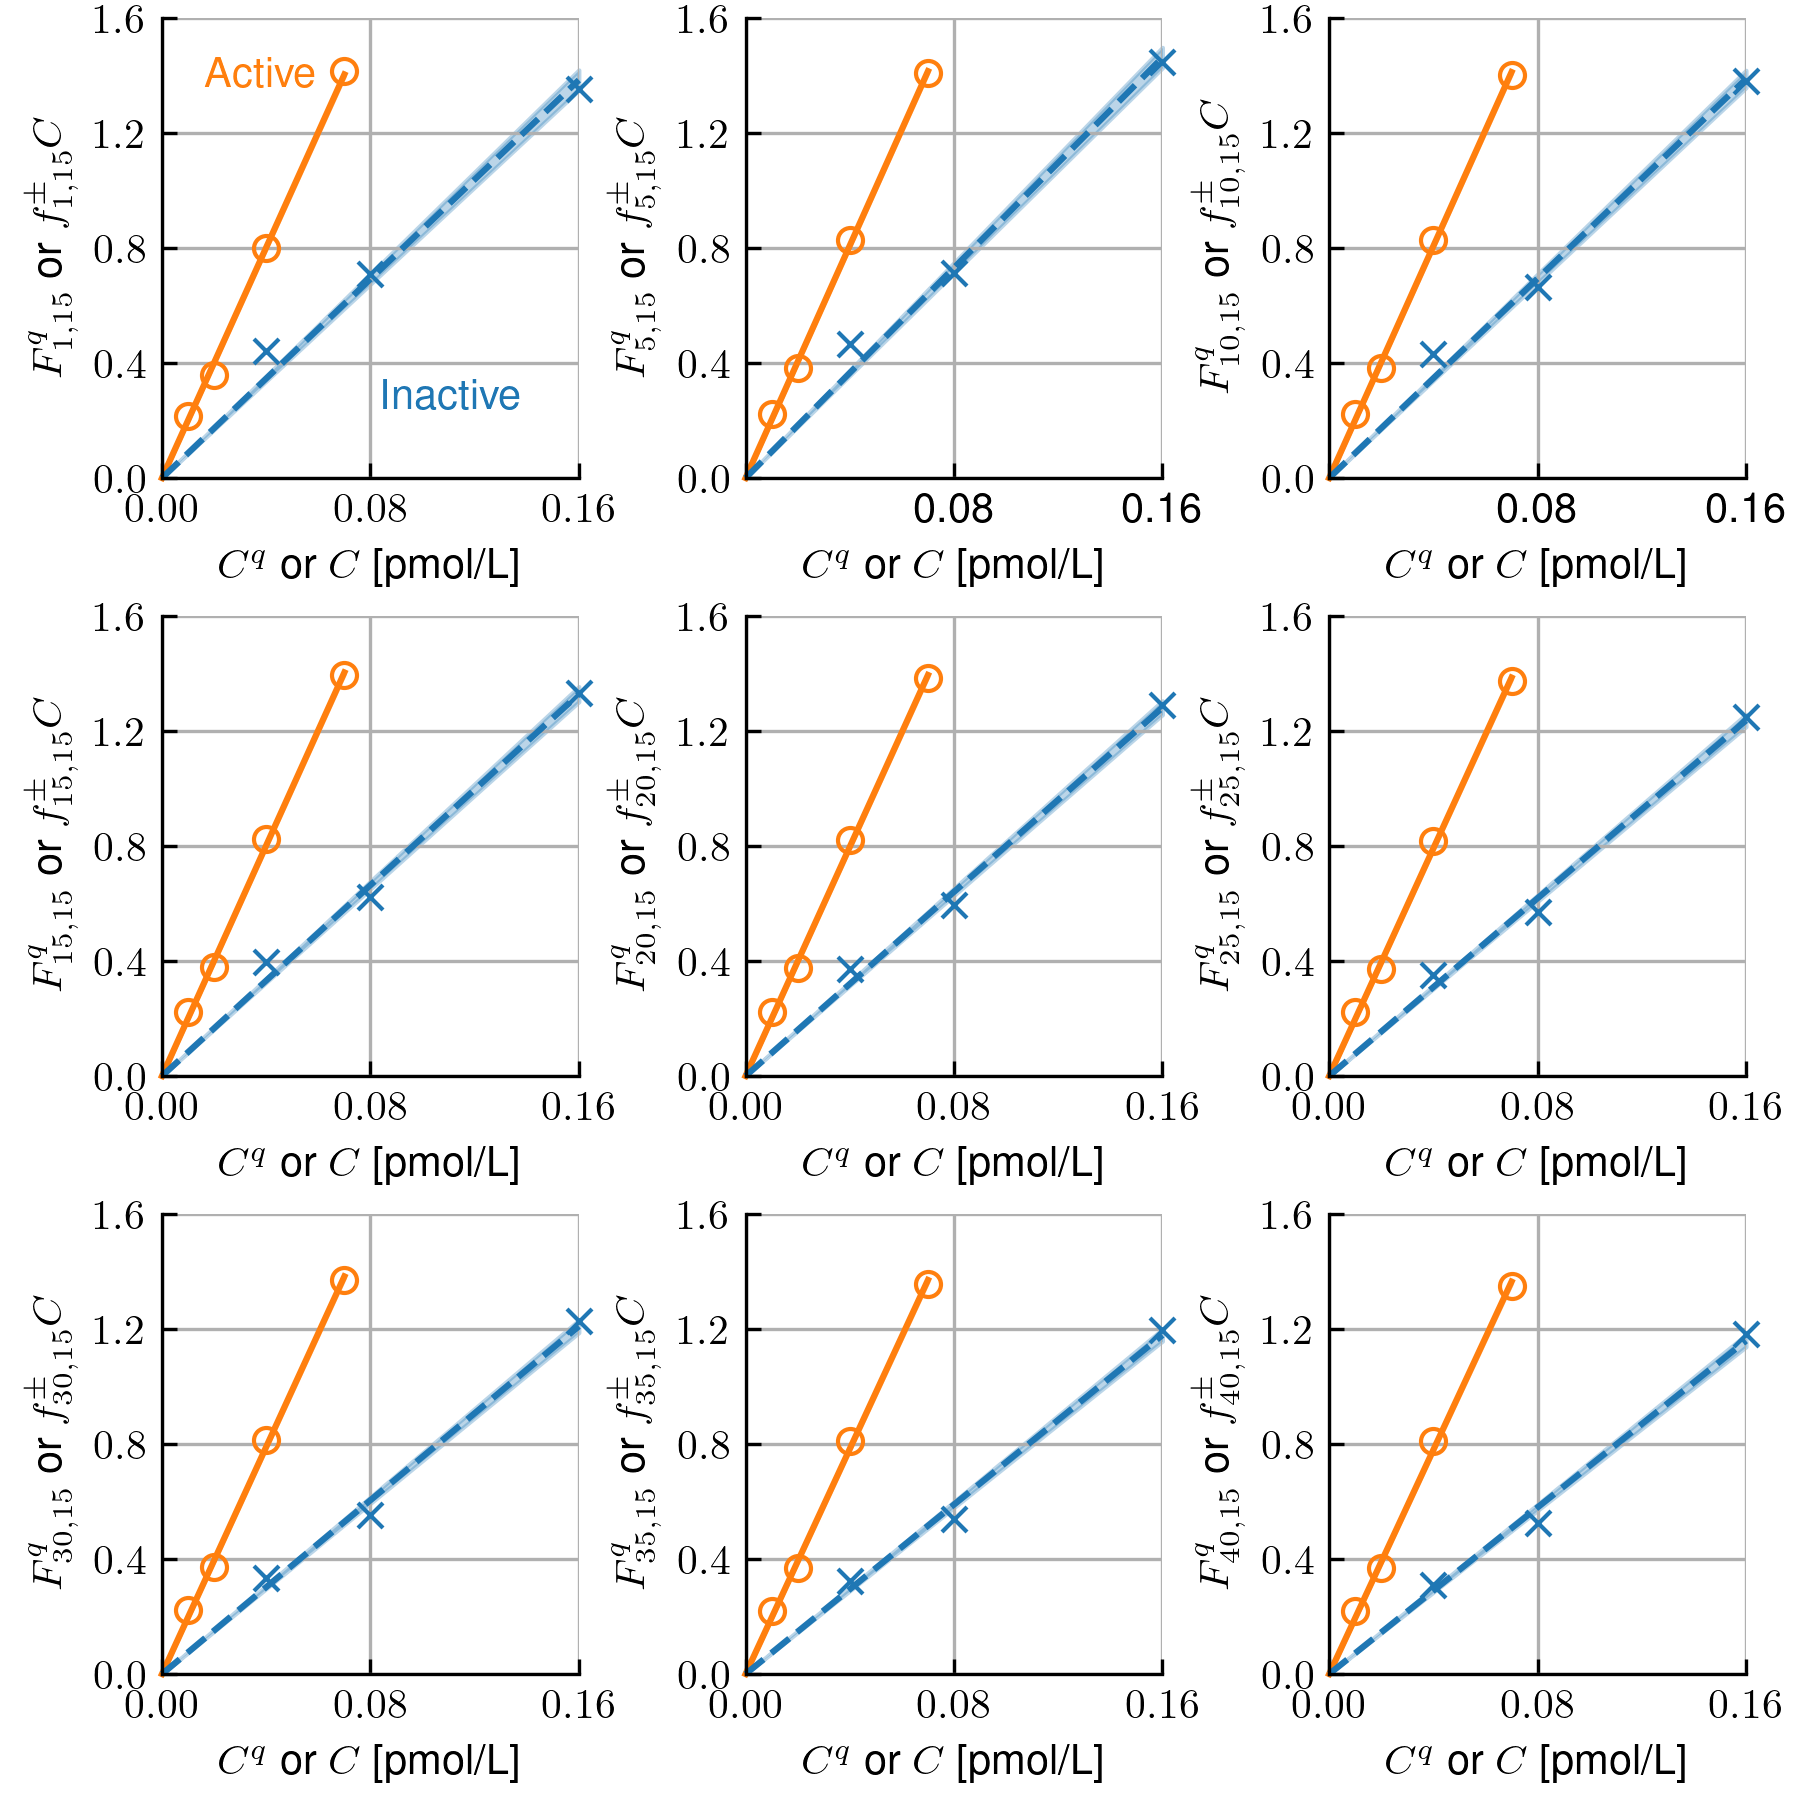 1.6 1.2 0.8 0.4 0.0
F^q_{1,15} or f^±_{1,15}C
Active
Inactive
0.00 0.08 0.16
C^q or C [pmol/L]
1.6 1.2 0.8 0.4 0.0
F^q_{5,15} or f^±_{5,15}C
0.08 0.16
C^q or C [pmol/L]
1.6 1.2 0.8 0.4 0.0
F^q_{10,15} or f^±_{10,15}C
0.08 0.16
C^q or C [pmol/L]
1.6 1.2 0.8 0.4 0.0
F^q_{15,15} or f^±_{15,15}C
0.00 0.08 0.16
C^q or C [pmol/L]
1.6 1.2 0.8 0.4 0.0
F^q_{20,15} or f^±_{20,15}C
0.00 0.08 0.16
C^q or C [pmol/L]
1.6 1.2 0.8 0.4 0.0
F^q_{25,15} or f^±_{25,15}C
0.00 0.08 0.16
C^q or C [pmol/L]
1.6 1.2 0.8 0.4 0.0
F^q_{30,15} or f^±_{30,15}C
0.00 0.08 0.16
C^q or C [pmol/L]
1.6 1.2 0.8 0.4 0.0
F^q_{35,15} or f^±_{35,15}C
0.00 0.08 0.16
C^q or C [pmol/L]
1.6 1.2 0.8 0.4 0.0
F^q_{40,15} or f^±_{40,15}C
0.00 0.08 0.16
C^q or C [pmol/L]